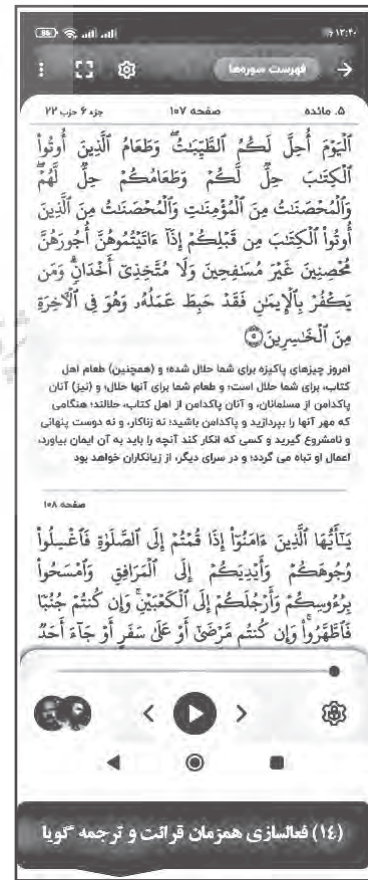 ۱۲:۴۰
فهرست سوره‌ها
۵. مائده صفحه ۱۰۷ جزء ۶ حزب ۲۲
ٱلۡيَوۡمَ أُحِلَّ لَكُمُ ٱلطَّيِّبَٰتُۖ وَطَعَامُ ٱلَّذِينَ أُوتُواْ
ٱلۡكِتَٰبَ حِلّٞ لَّكُمۡ وَطَعَامُكُمۡ حِلّٞ لَّهُمۡۖ
وَٱلۡمُحۡصَنَٰتُ مِنَ ٱلۡمُؤۡمِنَٰتِ وَٱلۡمُحۡصَنَٰتُ مِنَ ٱلَّذِينَ
أُوتُواْ ٱلۡكِتَٰبَ مِن قَبۡلِكُمۡ إِذَآ ءَاتَيۡتُمُوهُنَّ أُجُورَهُنَّ
مُحۡصِنِينَ غَيۡرَ مُسَٰفِحِينَ وَلَا مُتَّخِذِيٓ أَخۡدَانٖۗ وَمَن
يَكۡفُرۡ بِٱلۡإِيمَٰنِ فَقَدۡ حَبِطَ عَمَلُهُۥ وَهُوَ فِي ٱلۡأٓخِرَةِ
مِنَ ٱلۡخَٰسِرِينَ ۵
امروز چیزهای پاکیزه برای شما حلال شده؛ و (همچنین) طعام اهل
کتاب، برای شما حلال است؛ و طعام شما برای آنها حلال؛ و (نیز) آنان
پاکدامن از مسلمانان، و آنان پاکدامن از اهل کتاب، حلالند؛ هنگامی
که مهر آنها را بپردازید و پاکدامن باشید؛ نه زناکار، و نه دوست پنهانی
و نامشروع گیرید و کسی که انکار کند آنچه را باید به آن ایمان بیاورد،
اعمال او تباه می گردد؛ و در سرای دیگر، از زیانکاران خواهد بود
صفحه ۱۰۸
يَٰٓأَيُّهَا ٱلَّذِينَ ءَامَنُوٓاْ إِذَا قُمۡتُمۡ إِلَى ٱلصَّلَوٰةِ فَٱغۡسِلُواْ
وُجُوهَكُمۡ وَأَيۡدِيَكُمۡ إِلَى ٱلۡمَرَافِقِ وَٱمۡسَحُواْ
بِرُءُوسِكُمۡ وَأَرۡجُلَكُمۡ إِلَى ٱلۡكَعۡبَيۡنِۚ وَإِن كُنتُمۡ جُنُبٗا
فَٱطَّهَّرُواْۚ وَإِن كُنتُم مَّرۡضَىٰٓ أَوۡ عَلَىٰ سَفَرٍ أَوۡ جَآءَ أَحَدٞ
(١٤) فعالسازی همزمان قرائت و ترجمه گویا